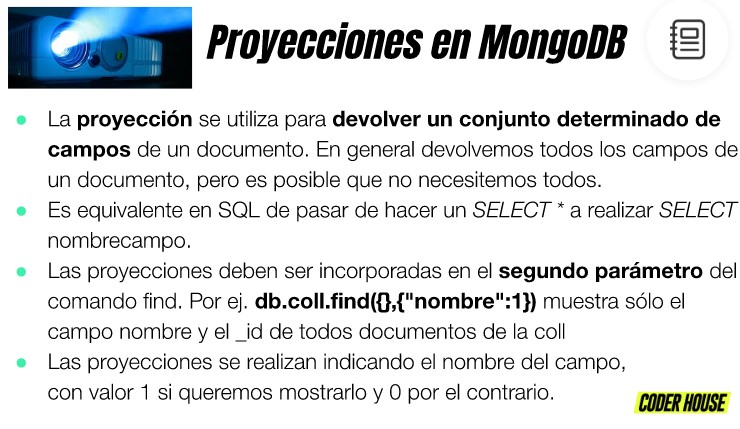 Proyecciones en MongoDB
● La proyección se utiliza para devolver un conjunto determinado de
campos de un documento. En general devolvemos todos los campos de
un documento, pero es posible que no necesitemos todos.
● Es equivalente en SQL de pasar de hacer un SELECT * a realizar SELECT
nombrecampo.
● Las proyecciones deben ser incorporadas en el segundo parámetro del
comando find. Por ej. db.coll.find({},{"nombre":1}) muestra sólo el
campo nombre y el _id de todos documentos de la coll
● Las proyecciones se realizan indicando el nombre del campo,
con valor 1 si queremos mostrarlo y 0 por el contrario.
CODER HOUSE